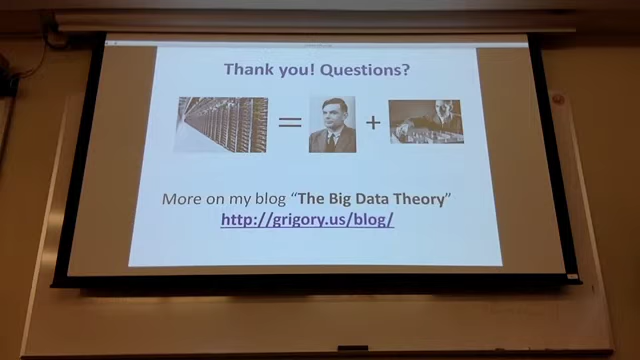 Thank you! Questions?
= +
More on my blog “The Big Data Theory”
http://grigory.us/blog/